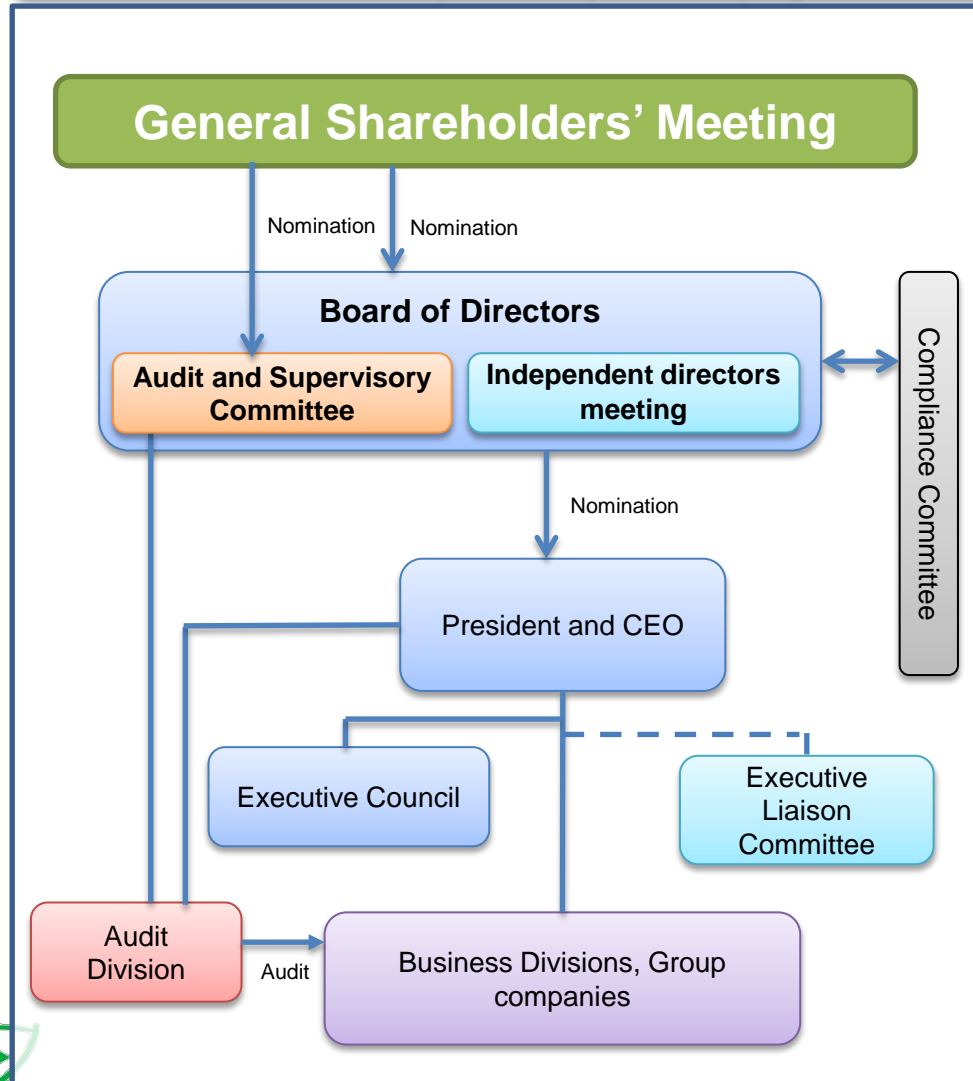 General Shareholders’ Meeting
Nomination
Nomination
Board of Directors
Audit and Supervisory
Committee
Independent directors
meeting
Compliance Committee
Nomination
President and CEO
Executive Council
Executive
Liaison
Committee
Audit
Division
Audit
Business Divisions, Group
companies